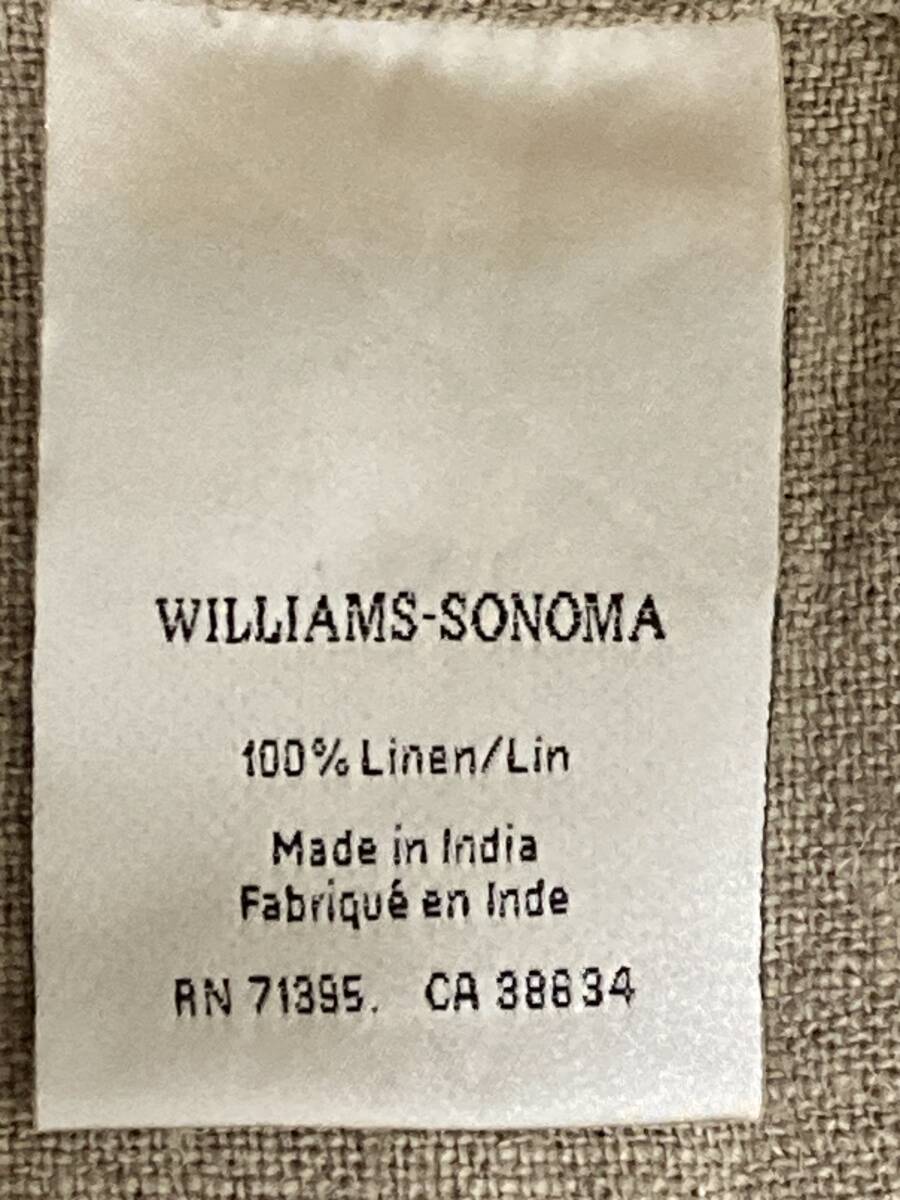 WILLIAMS-SONOMA
100% Linen/Lin
Made in India
Fabriqué en Inde
RN 71395. CA 38634